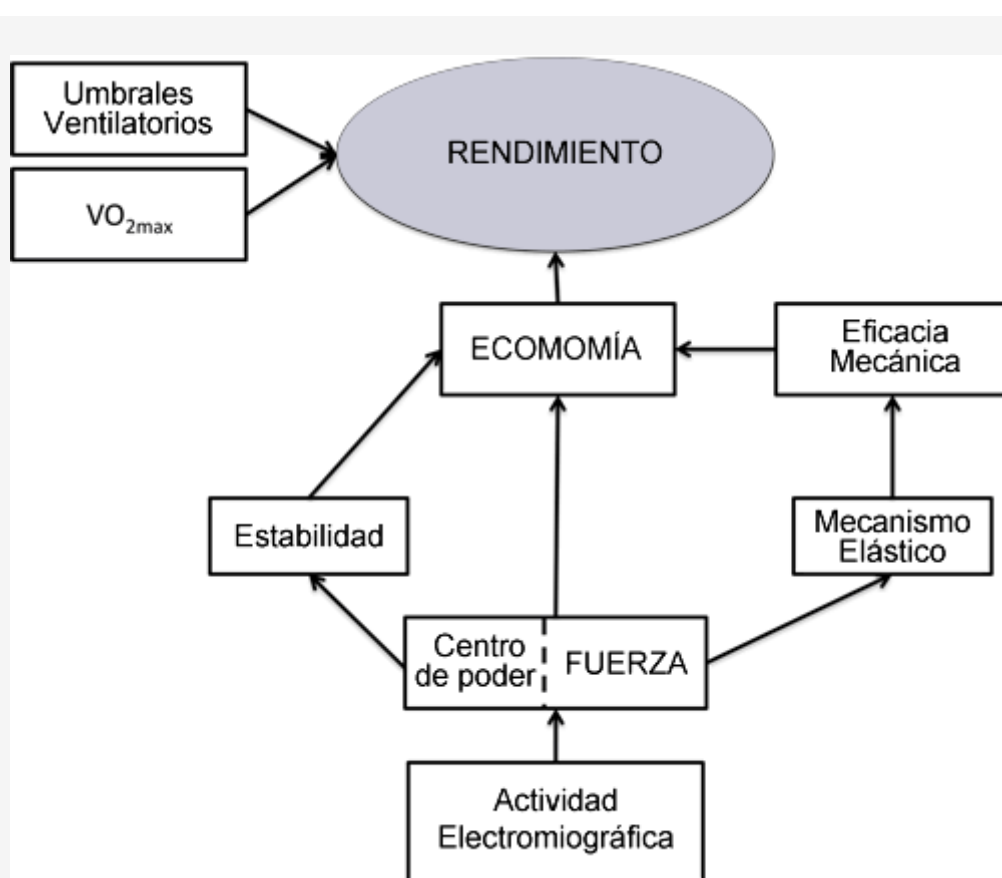 Umbrales
Ventilatorios
RENDIMIENTO
VO2max
ECOMOMÍA
Eficacia
Mecánica
Estabilidad
Mecanismo
Elástico
Centro
de poder
FUERZA
Actividad
Electromiográfica